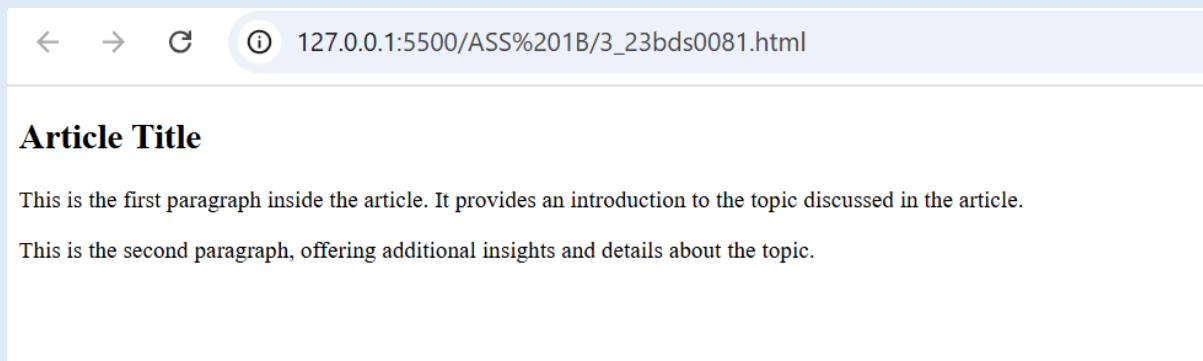 127.0.0.1:5500/ASS%201B/3_23bds0081.html
Article Title
This is the first paragraph inside the article. It provides an introduction to the topic discussed in the article.
This is the second paragraph, offering additional insights and details about the topic.